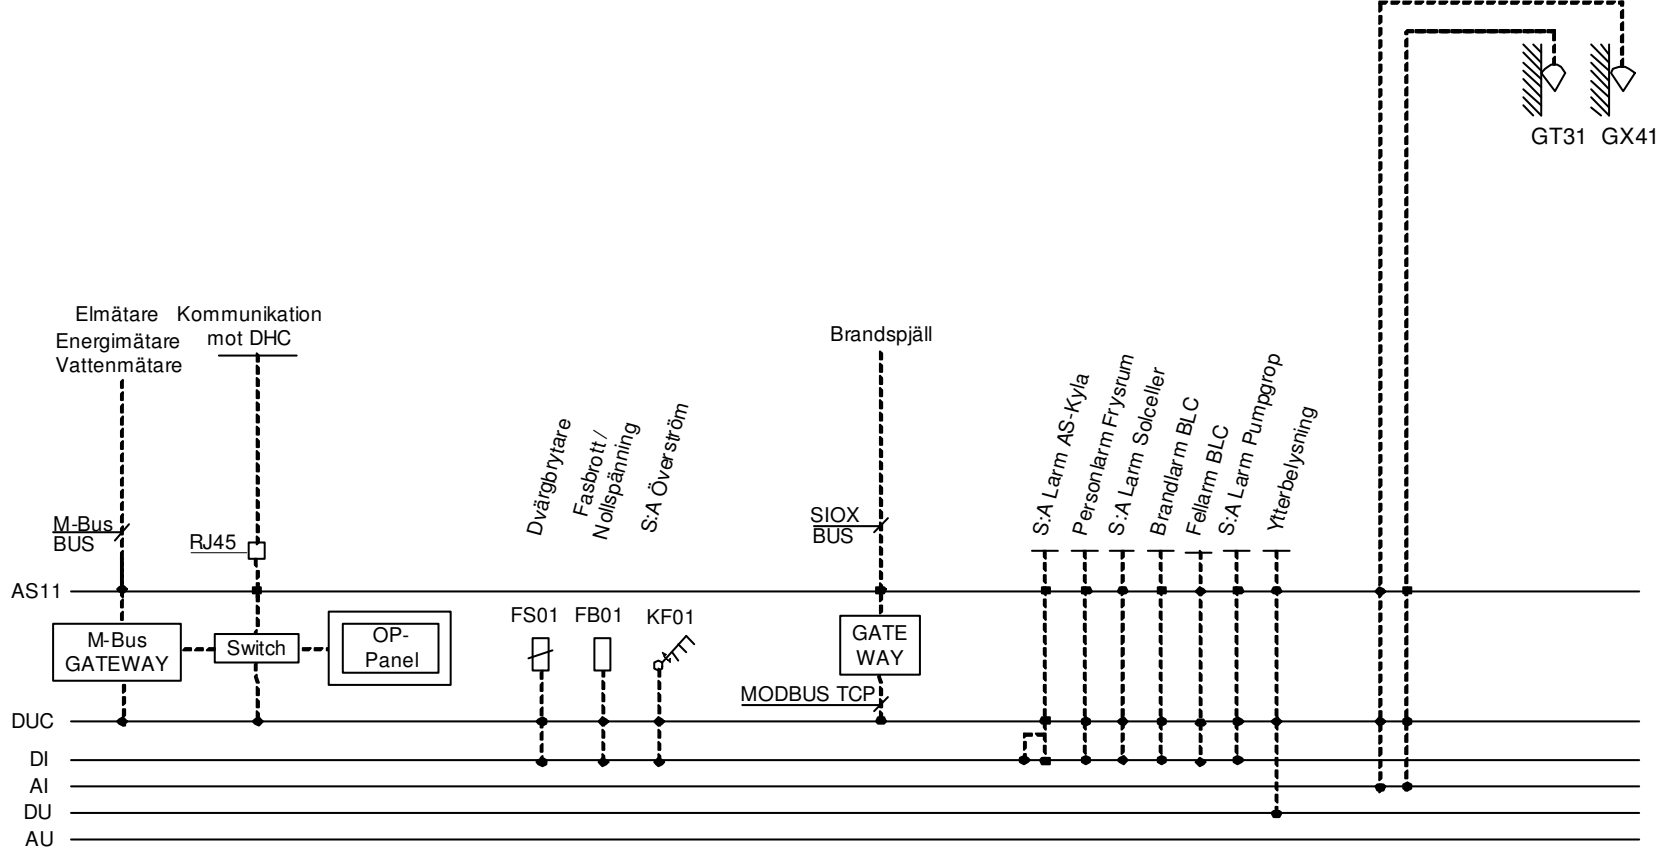 GT31 GX41
Elmätare
Energimätare
Vattenmätare
Kommunikation
mot DHC
Brandspjäll
Dvärgbrytare
Fasbrott /
Nollspänning
S:A Överström
S:A Larm AS-Kyla
Personlarm Frysrum
S:A Larm Solceller
Brandlarm BLC
Fellarm BLC
S:A Larm Pumpgrop
Ytterbelysning
M-Bus
BUS
RJ45
SIOX
BUS
AS11
M-Bus
GATEWAY
Switch
OP-
Panel
FS01
FB01
KF01
GATE
WAY
MODBUS TCP
DUC
DI
AI
DU
AU